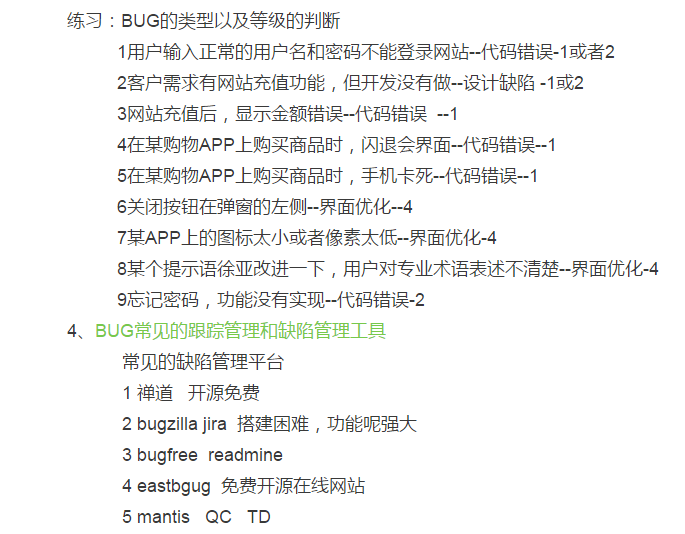 练习：BUG的类型以及等级的判断
1用户输入正常的用户名和密码不能登录网站--代码错误-1或者2
2客户需求有网站充值功能，但开发没有做--设计缺陷 -1或2
3网站充值后，显示金额错误--代码错误  --1
4在某购物APP上购买商品时，闪退会界面--代码错误--1
5在某购物APP上购买商品时，手机卡死--代码错误--1
6关闭按钮在弹窗的左侧--界面优化--4
7某APP上的图标太小或者像素太低--界面优化-4
8某个提示语徐亚改进一下，用户对专业术语表述不清楚--界面优化-4
9忘记密码，功能没有实现--代码错误-2
4、BUG常见的跟踪管理和缺陷管理工具
常见的缺陷管理平台
1 禅道   开源免费
2 bugzilla jira  搭建困难，功能呢强大
3 bugfree  readmine
4 eastbgug  免费开源在线网站
5 mantis   QC   TD